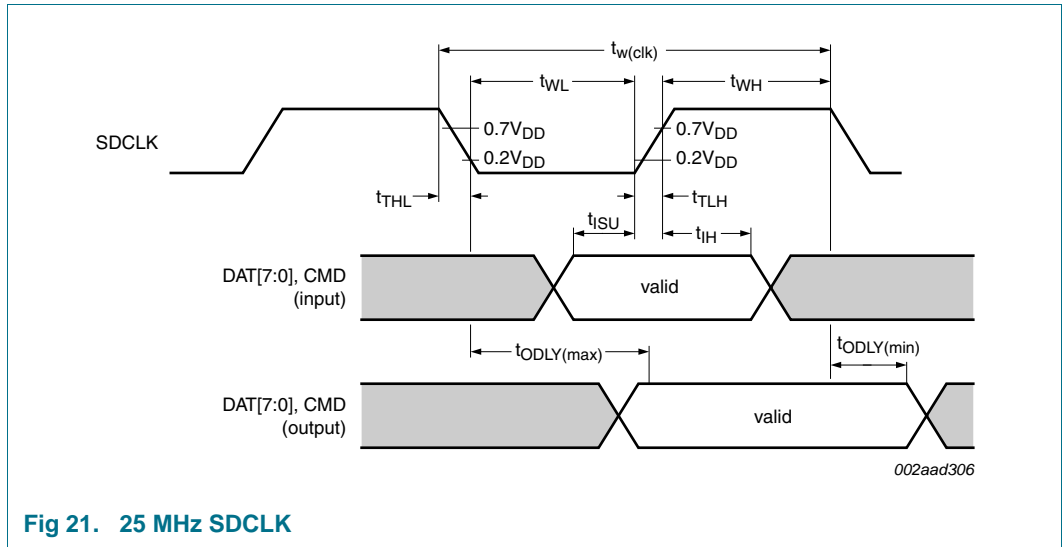 tw(clk)
tWL
tWH
SDCLK
0.7VDD
0.7VDD
0.2VDD
0.2VDD
tTHL
tTLH
tISU
tIH
DAT[7:0], CMD
(input)
valid
tODLY(max)
tODLY(min)
DAT[7:0], CMD
(output)
valid
002aad306
Fig 21. 25 MHz SDCLK